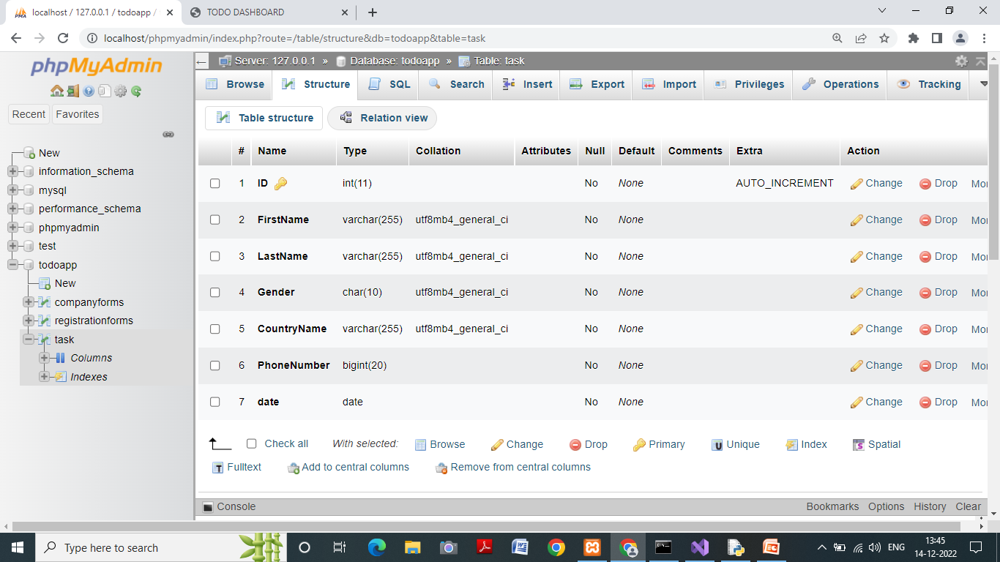 localhost / 127.0.0.1 / todoapp /
TODO DASHBOARD
localhost/phpmyadmin/index.php?route=/table/structure&db=todoapp&table=task
phpMyAdmin
Recent Favorites
New
information_schema
mysql
performance_schema
phpmyadmin
test
todoapp
New
companyforms
registrationforms
task
Columns
Indexes
Server: 127.0.0.1 » Database: todoapp » Table: task
Browse Structure SQL Search Insert Export Import Privileges Operations Tracking
Table structure Relation view
# Name Type Collation Attributes Null Default Comments Extra Action
1 ID int(11) No None AUTO_INCREMENT Change Drop Mor
2 FirstName varchar(255) utf8mb4_general_ci No None Change Drop Mor
3 LastName varchar(255) utf8mb4_general_ci No None Change Drop Mor
4 Gender char(10) utf8mb4_general_ci No None Change Drop Mor
5 CountryName varchar(255) utf8mb4_general_ci No None Change Drop Mor
6 PhoneNumber bigint(20) No None Change Drop Mor
7 date date No None Change Drop Mor
Check all With selected: Browse Change Drop Primary Unique Index Spatial
Fulltext Add to central columns Remove from central columns
Console Bookmarks Options History Clear
Type here to search
ENG
13:45
14-12-2022